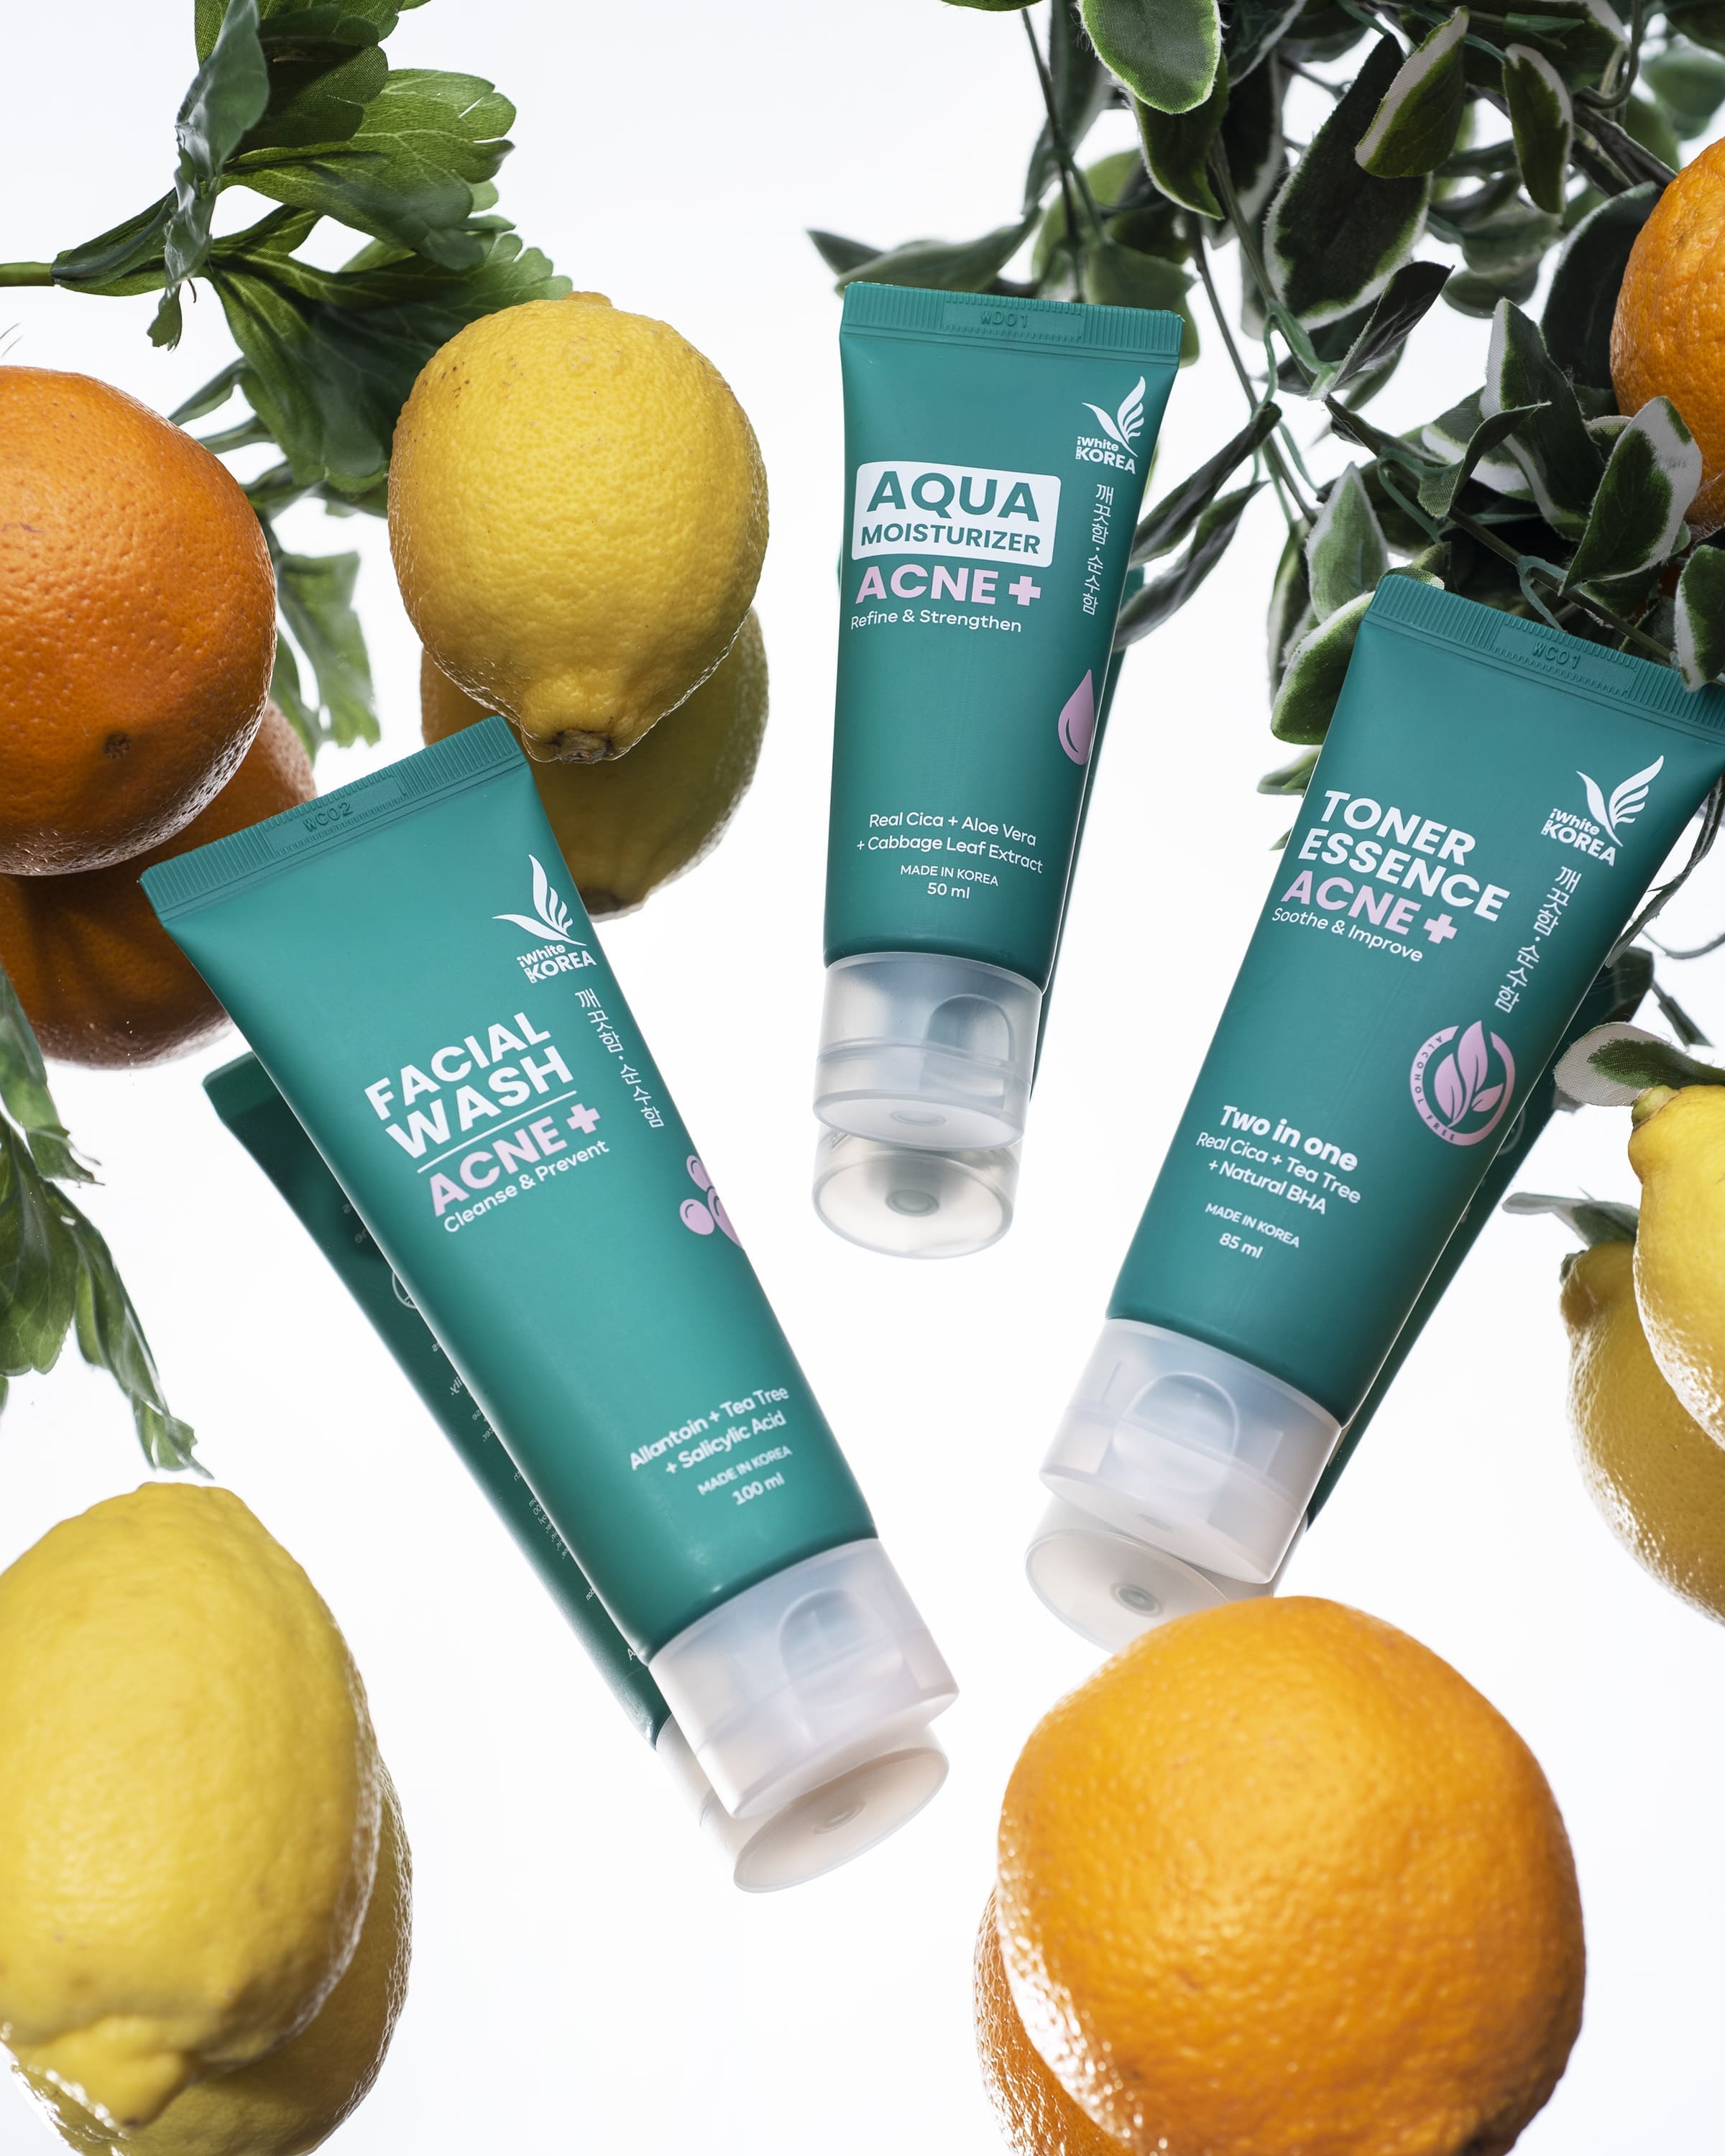 WD01
iWhite
KOREA
깨끗함·순수함
AQUA
MOISTURIZER
ACNE+
Refine & Strengthen
Real Cica + Aloe Vera
+ Cabbage Leaf Extract
MADE IN KOREA
50 ml
WC02
iWhite
KOREA
깨끗함·순수함
FACIAL
WASH
ACNE+
Cleanse & Prevent
Allantoin + Tea Tree
+ Salicylic Acid
MADE IN KOREA
100 ml
WC01
iWhite
KOREA
깨끗함·순수함
TONER
ESSENCE
ACNE+
Soothe & Improve
ALCOHOL FREE
Two in one
Real Cica + Tea Tree
+ Natural BHA
MADE IN KOREA
85 ml